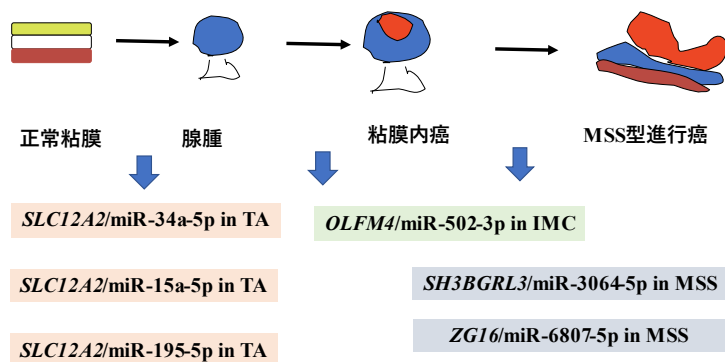 正常粘膜
腺腫
粘膜内癌
MSS型進行癌
SLC12A2/miR-34a-5p in TA
OLFM4/miR-502-3p in IMC
SLC12A2/miR-15a-5p in TA
SH3BGRL3/miR-3064-5p in MSS
SLC12A2/miR-195-5p in TA
ZG16/miR-6807-5p in MSS